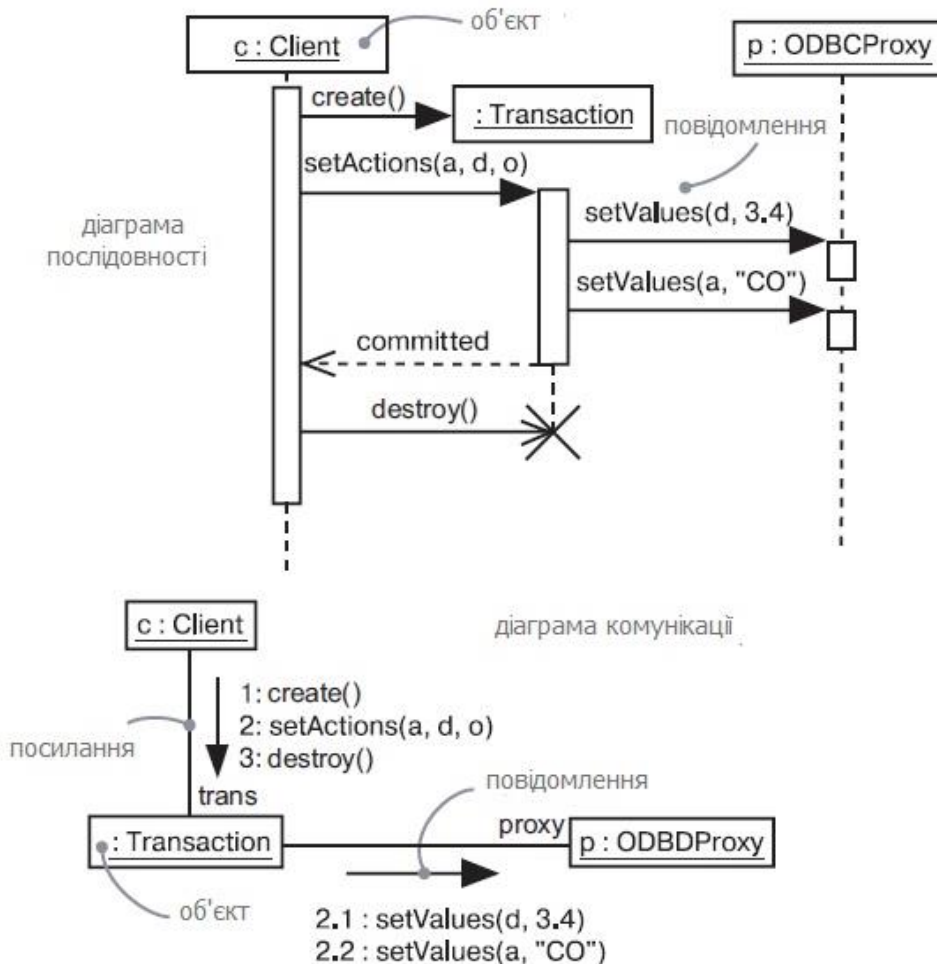 об'єкт
c : Client
p : ODBCProxy
create()
: Transaction
повідомлення
setActions(a, d, o)
setValues(d, 3.4)
діаграма
послідовності
setValues(a, "CO")
committed
destroy()
c : Client
діаграма комунікації
1: create()
2: setActions(a, d, o)
3: destroy()
посилання
повідомлення
trans
proxy
: Transaction
p : ODBDProxy
об'єкт
2.1 : setValues(d, 3.4)
2.2 : setValues(a, "CO")